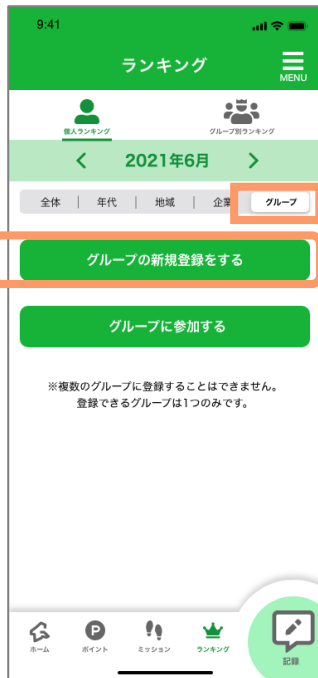 9:41
ランキング
MENU
個人ランキング
グループ別ランキング
2021年6月
全体
年代
地域
企業
グループ
グループの新規登録をする
グループに参加する
※複数のグループに登録することはできません。
登録できるグループは1つのみです。
ホーム
P
ポイント
ミッション
ランキング
記録